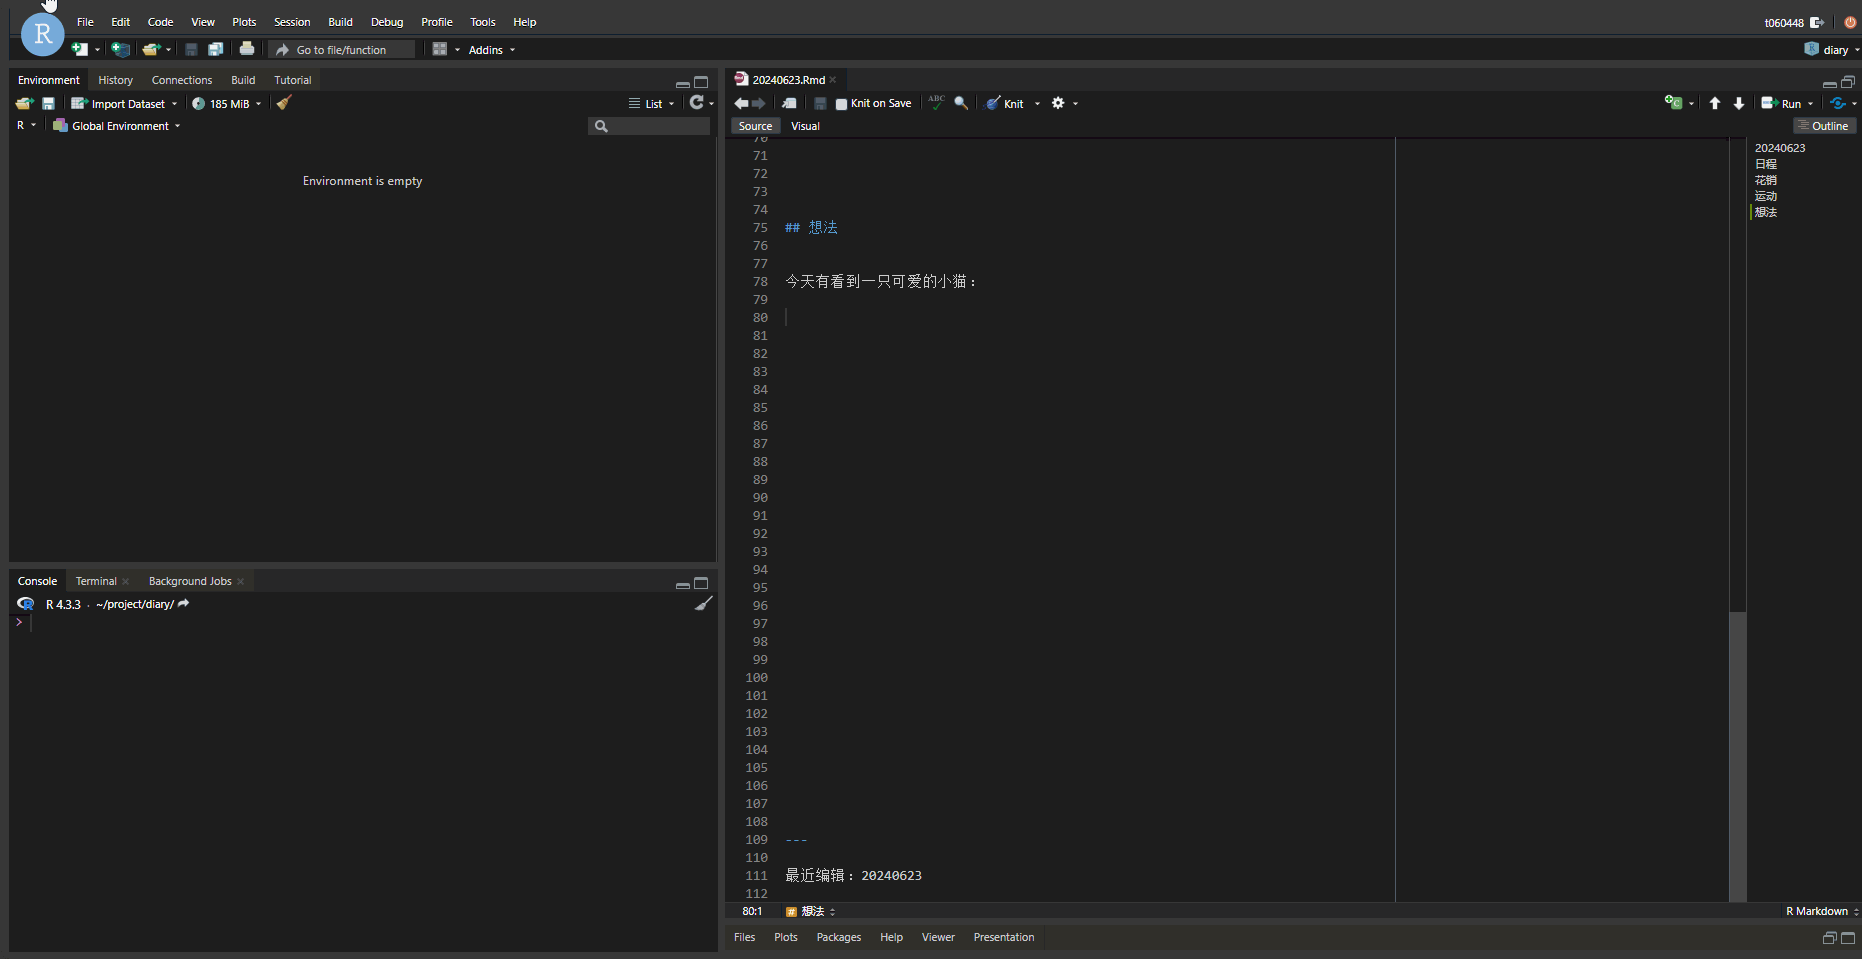 File Edit Code View Plots Session Build Debug Profile Tools Help
t060448
R
Go to file/function
Addins
diary
Environment History Connections Build Tutorial
Import Dataset
185 MiB
List
R
Global Environment
Environment is empty
Console Terminal Background Jobs
R 4.3.3 · ~/project/diary/
>
20240623.Rmd
Knit on Save
ABC
Knit
Run
Source Visual
Outline
70
71
72
73
74
75 ## 想法
76
77
78 今天有看到一只可爱的小猫：
79
80
81
82
83
84
85
86
87
88
89
90
91
92
93
94
95
96
97
98
99
100
101
102
103
104
105
106
107
108
109 ---
110
111 最近编辑：20240623
112
20240623
日程
花销
运动
想法
80:1
# 想法
R Markdown
Files Plots Packages Help Viewer Presentation